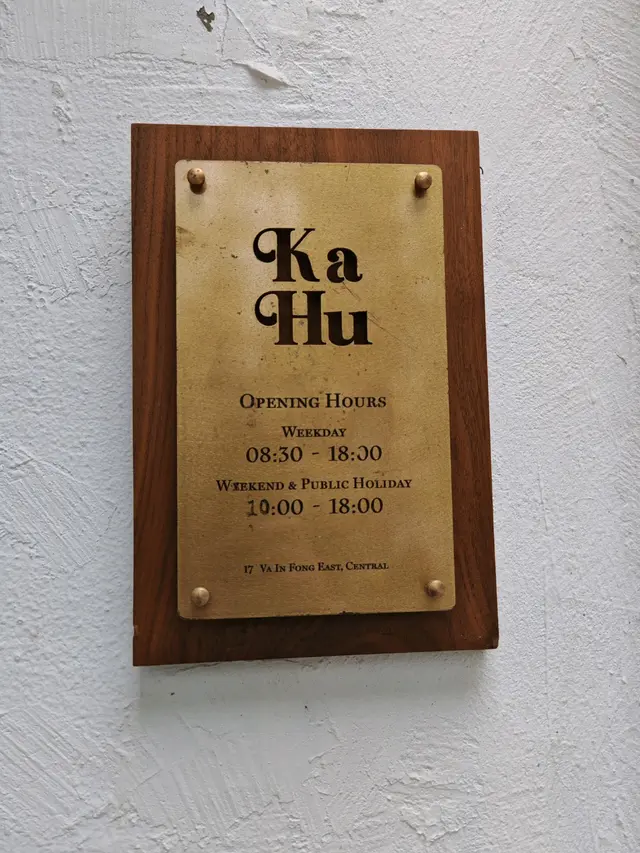 Ka
Hu
OPENING HOURS
WEEKDAY
08:30 - 18:00
WEEKEND & PUBLIC HOLIDAY
10:00 - 18:00
17 VA IN FONG EAST, CENTRAL